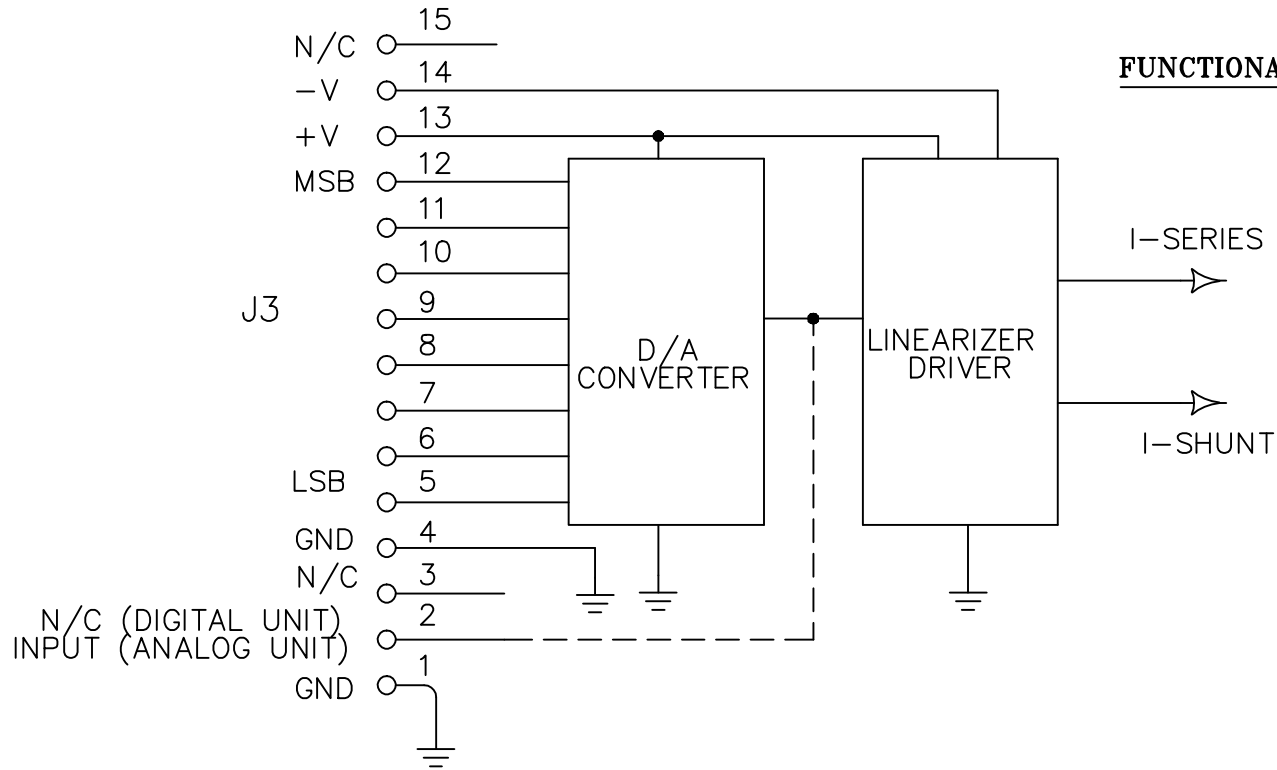 15
N/C
FUNCTIONA
14
-V
13
+V
12
MSB
11
I-SERIES
10
J3
9
D/A
CONVERTER
LINEARIZER
DRIVER
8
7
6
I-SHUNT
LSB
5
4
GND
3
N/C
2
N/C (DIGITAL UNIT)
INPUT (ANALOG UNIT)
1
GND